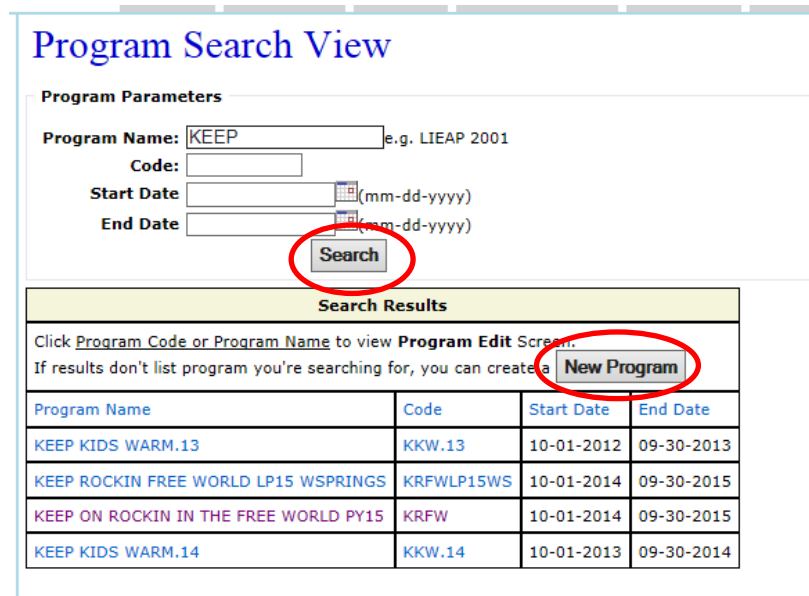 Program Search View
Program Parameters
Program Name: KEEP e.g. LIEAP 2001
Code:
Start Date (mm-dd-yyyy)
End Date (mm-dd-yyyy)
Search
Search Results
Click Program Code or Program Name to view Program Edit Screen.
If results don't list program you're searching for, you can create a New Program
Program Name Code Start Date End Date
KEEP KIDS WARM.13 KKW.13 10-01-2012 09-30-2013
KEEP ROCKIN FREE WORLD LP15 WSPRINGS KRFWLP15WS 10-01-2014 09-30-2015
KEEP ON ROCKIN IN THE FREE WORLD PY15 KRFW 10-01-2014 09-30-2015
KEEP KIDS WARM.14 KKW.14 10-01-2013 09-30-2014